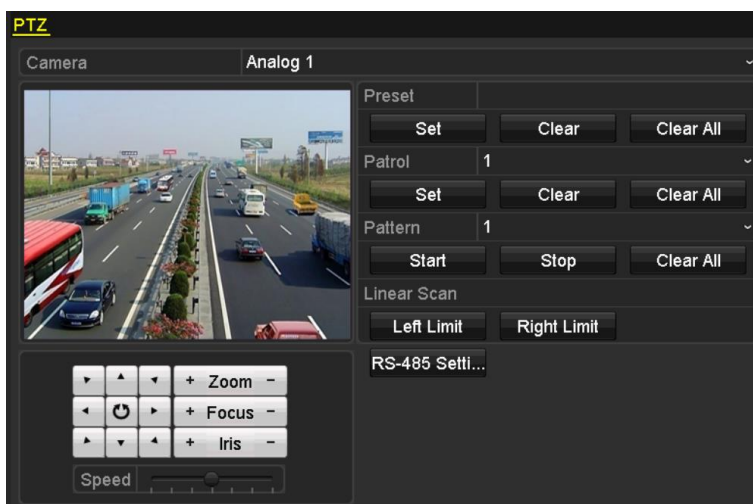 PTZ
Camera Analog 1
Preset
Set Clear Clear All
Patrol 1
Set Clear Clear All
Pattern 1
Start Stop Clear All
Linear Scan
Left Limit Right Limit
RS-485 Setti...
+ Zoom -
+ Focus -
+ Iris -
Speed